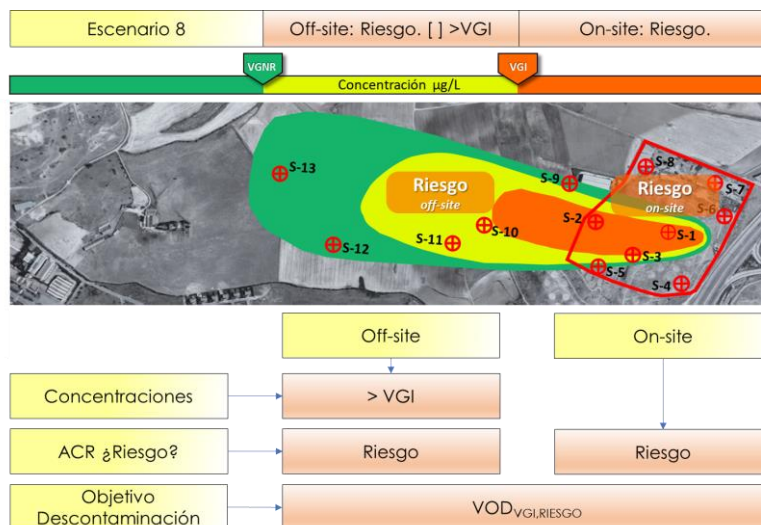 Escenario 8
Off-site: Riesgo. [ ] >VGI
On-site: Riesgo.
VGNR
VGI
Concentración µg/L
S-13
S-9
S-8
Riesgo
off-site
Riesgo
on-site
S-7
S-6
S-2
S-1
S-10
S-11
S-12
S-3
S-5
S-4
Off-site
On-site
Concentraciones
> VGI
ACR ¿Riesgo?
Riesgo
Riesgo
Objetivo
Descontaminación
VOD VGI,RIESGO